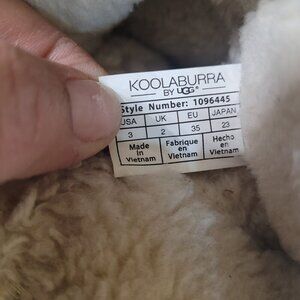 KOOLABURRA
BY UGG®
Style Number: 1096445
USA UK EU JAPAN
3 2 35 23
Made Fabrique Hecho
in en en
Vietnam Vietnam Vietnam